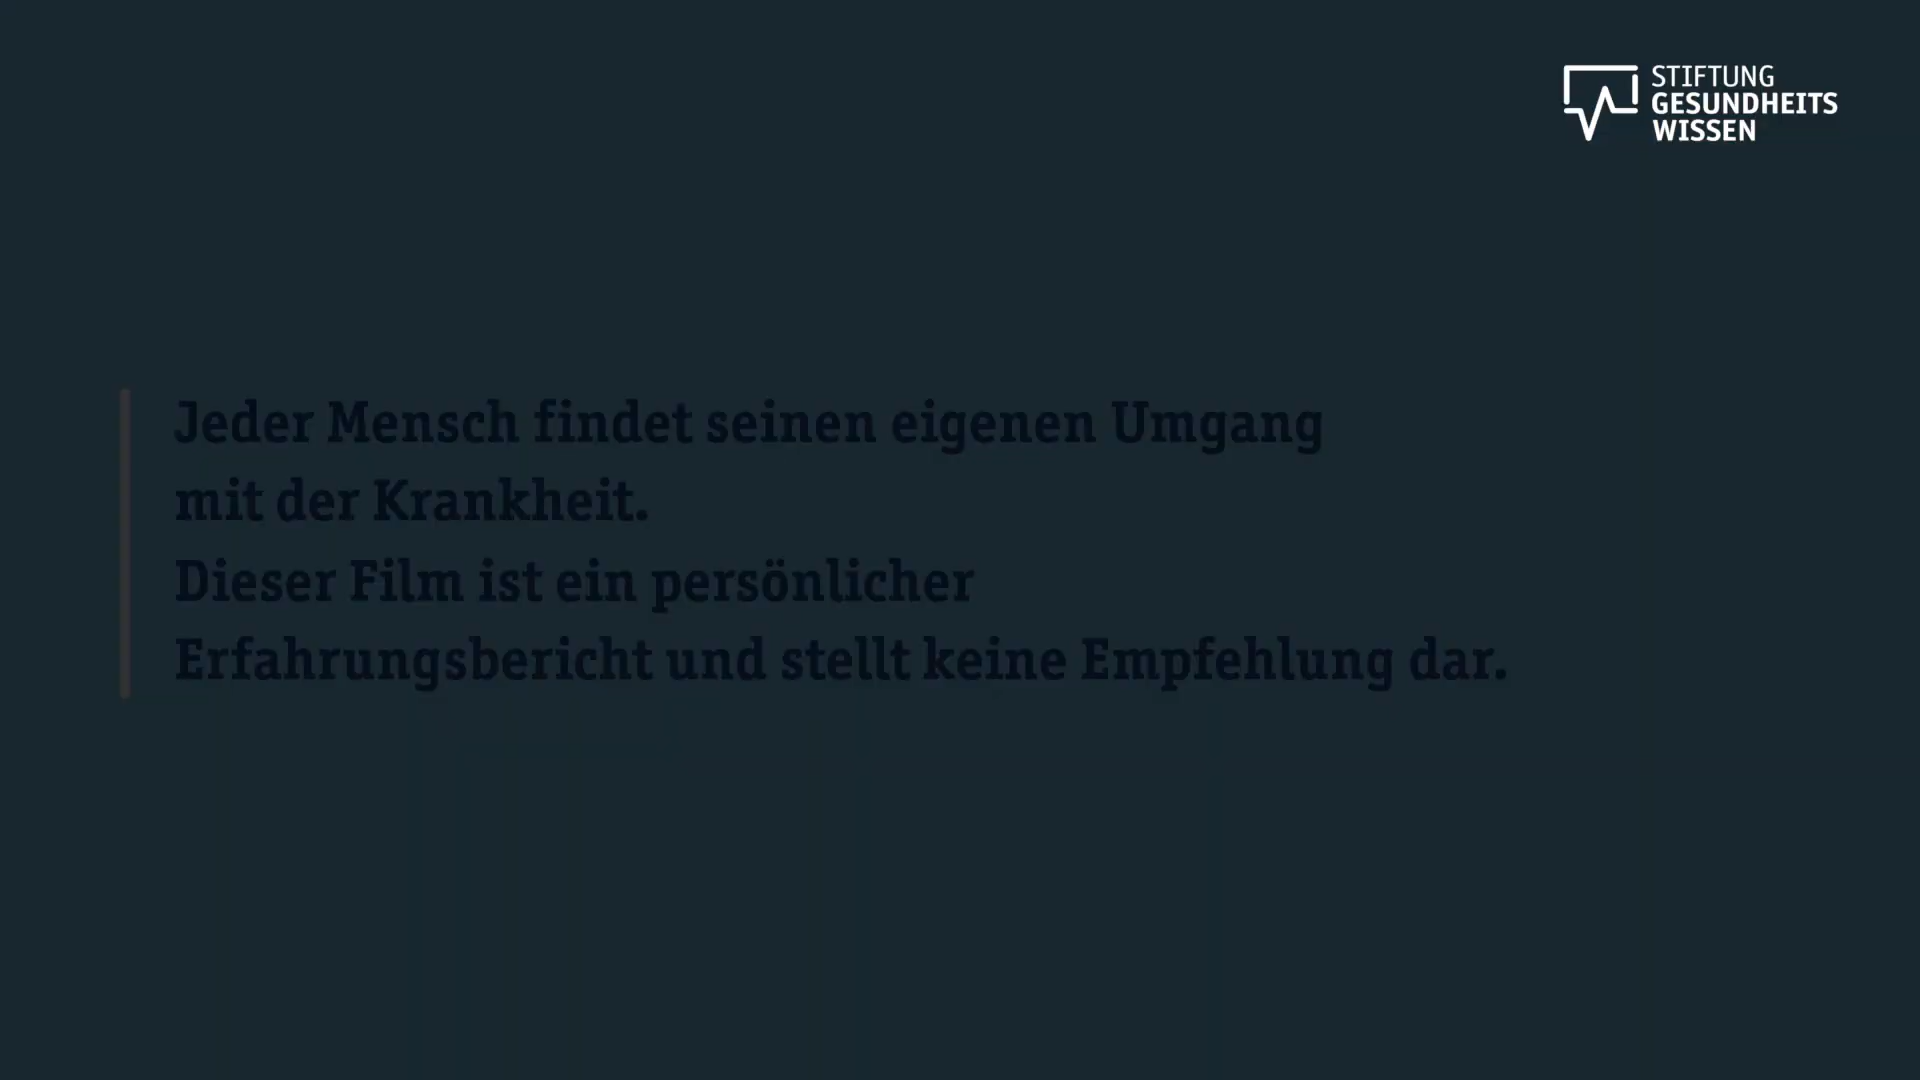 STIFTUNG
GESUNDHEITS
WISSEN
Jeder Mensch findet seinen eigenen Umgang
mit der Krankheit.
Dieser Film ist ein persönlicher
Erfahrungsbericht und stellt keine Empfehlung dar.